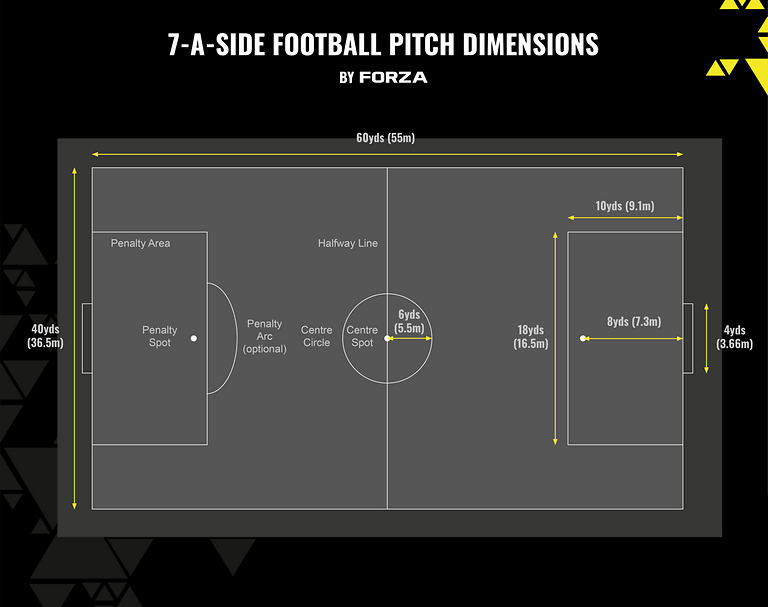 7-A-SIDE FOOTBALL PITCH DIMENSIONS
BY FORZA
60yds (55m)
10yds (9.1m)
Penalty Area
Halfway Line
40yds
(36.5m)
Penalty
Spot
Penalty
Arc
(optional)
Centre
Circle
Centre
Spot
6yds
(5.5m)
18yds
(16.5m)
8yds (7.3m)
4yds
(3.66m)